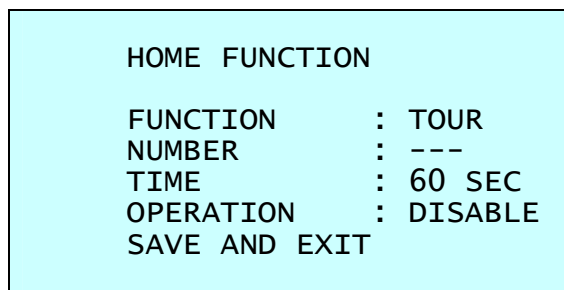 HOME FUNCTION
FUNCTION : TOUR
NUMBER : ---
TIME : 60 SEC
OPERATION : DISABLE
SAVE AND EXIT